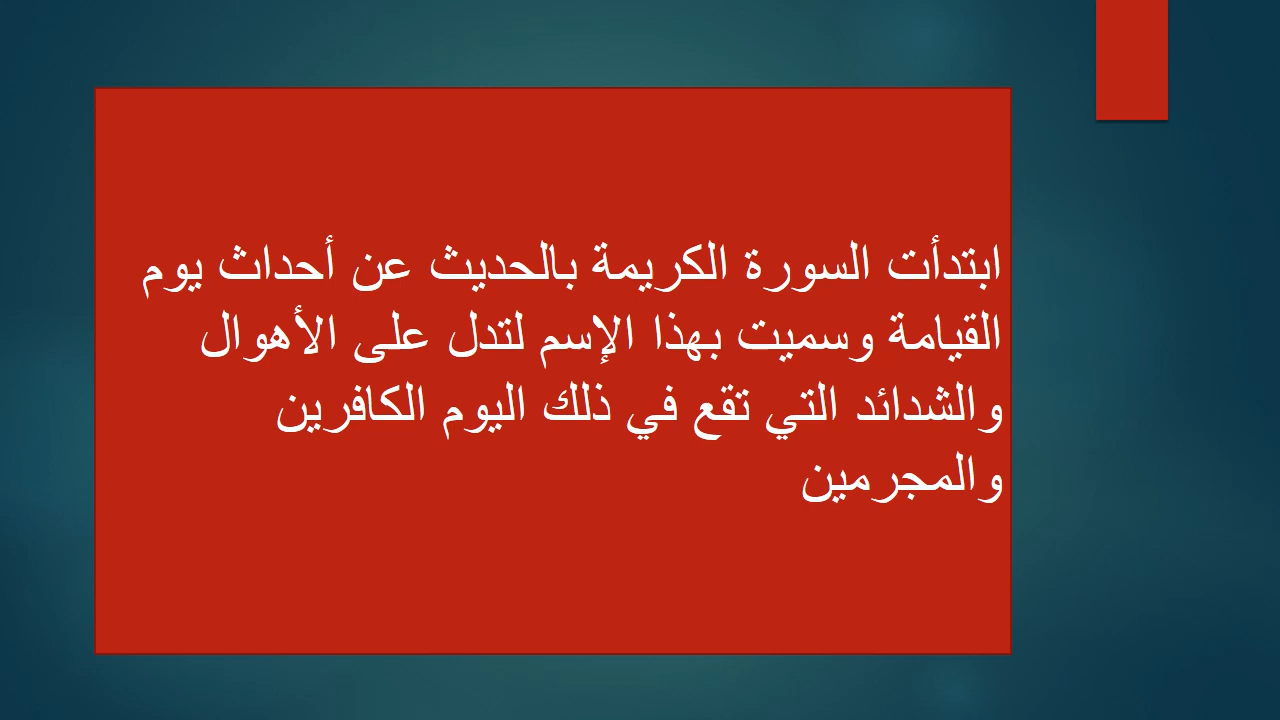 ابتدأت السورة الكريمة بالحديث عن أحداث يوم
القيامة وسميت بهذا الإسم لتدل على الأهوال
والشدائد التي تقع في ذلك اليوم الكافرين
والمجرمين